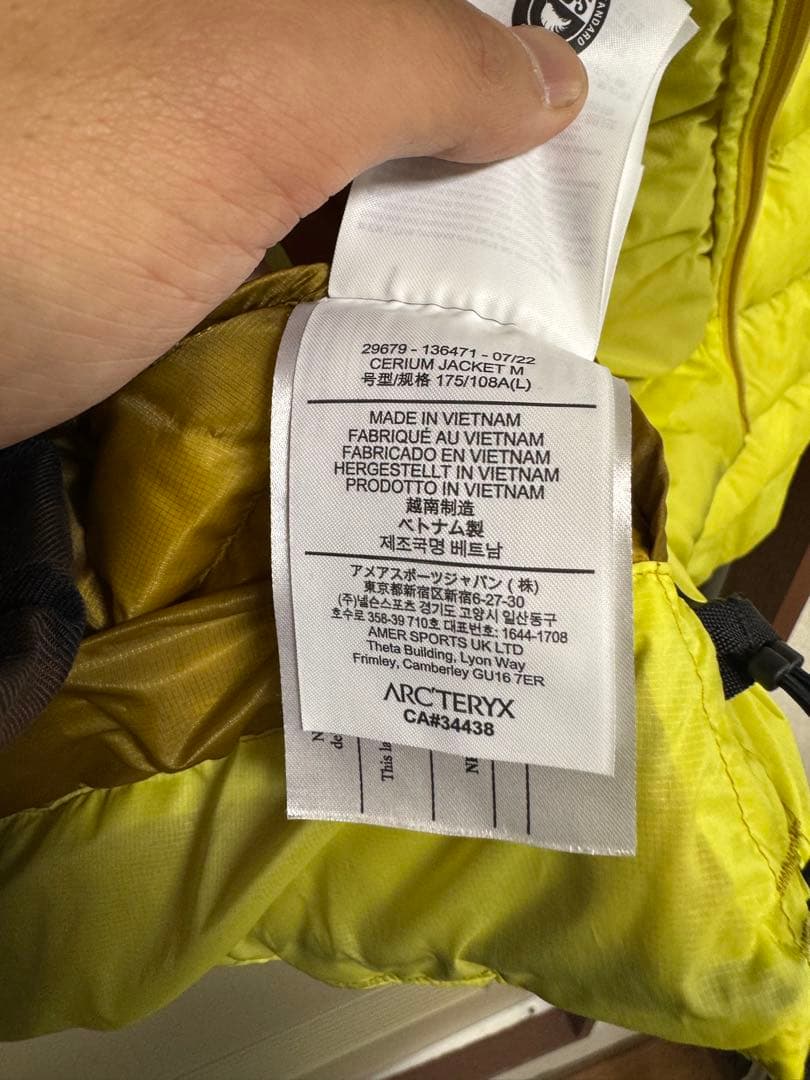 STANDARD
29679 - 136471 - 07/22
CERIUM JACKET M
号型/规格 175/108A(L)
MADE IN VIETNAM
FABRIQUÉ AU VIETNAM
FABRICADO EN VIETNAM
HERGESTELLT IN VIETNAM
PRODOTTO IN VIETNAM
越南制造
ベトナム製
제조국명 베트남
アメアスポーツジャパン (株)
東京都新宿区新宿6-27-30
(주)넬슨스포츠 경기도 고양시 일산동구
호수로 358-39 710호 대표번호: 1644-1708
AMER SPORTS UK LTD
Theta Building, Lyon Way
Frimley, Camberley GU16 7ER
ARC'TERYX
CA#34438
This